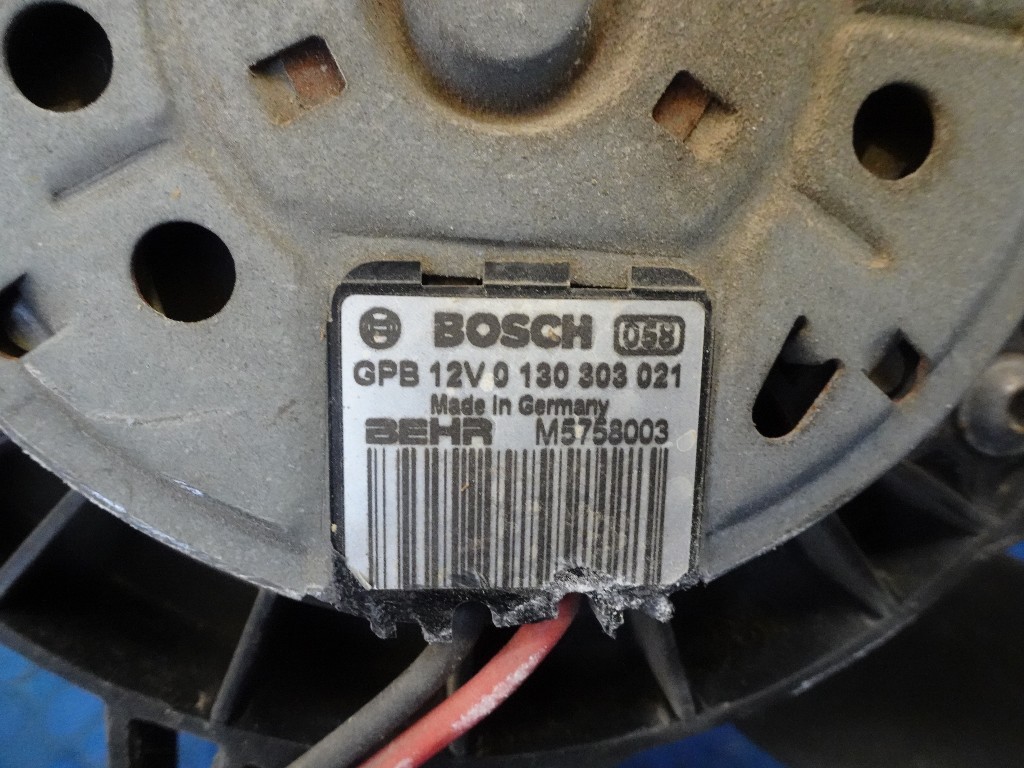 BOSCH 058
GPB 12V 0 130 303 021
Made in Germany
BEHR M5758003